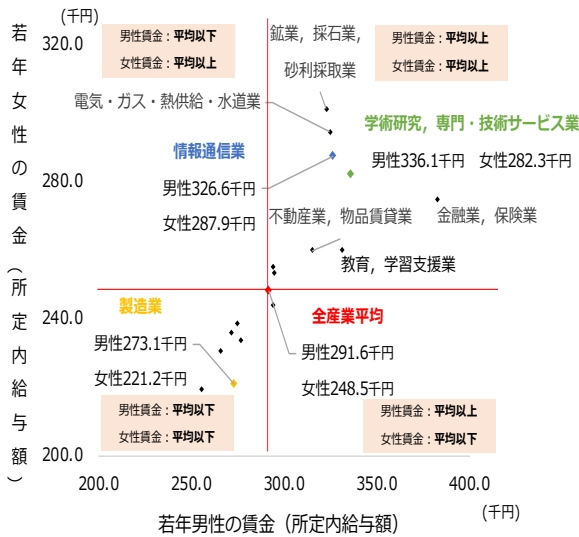 (千円)
若年女性の賃金(所定内給与額)
320.0
280.0
240.0
200.0
男性賃金:平均以下
女性賃金:平均以上
鉱業,採石業,
砂利採取業
男性賃金:平均以上
女性賃金:平均以上
電気・ガス・熱供給・水道業
学術研究,専門・技術サービス業
男性336.1千円 女性282.3千円
情報通信業
男性326.6千円
女性287.9千円
不動産業,物品賃貸業
金融業,保険業
教育,学習支援業
製造業
男性273.1千円
女性221.2千円
全産業平均
男性291.6千円
女性248.5千円
男性賃金:平均以下
女性賃金:平均以下
男性賃金:平均以上
女性賃金:平均以下
200.0 250.0 300.0 350.0 400.0
(千円)
若年男性の賃金(所定内給与額)